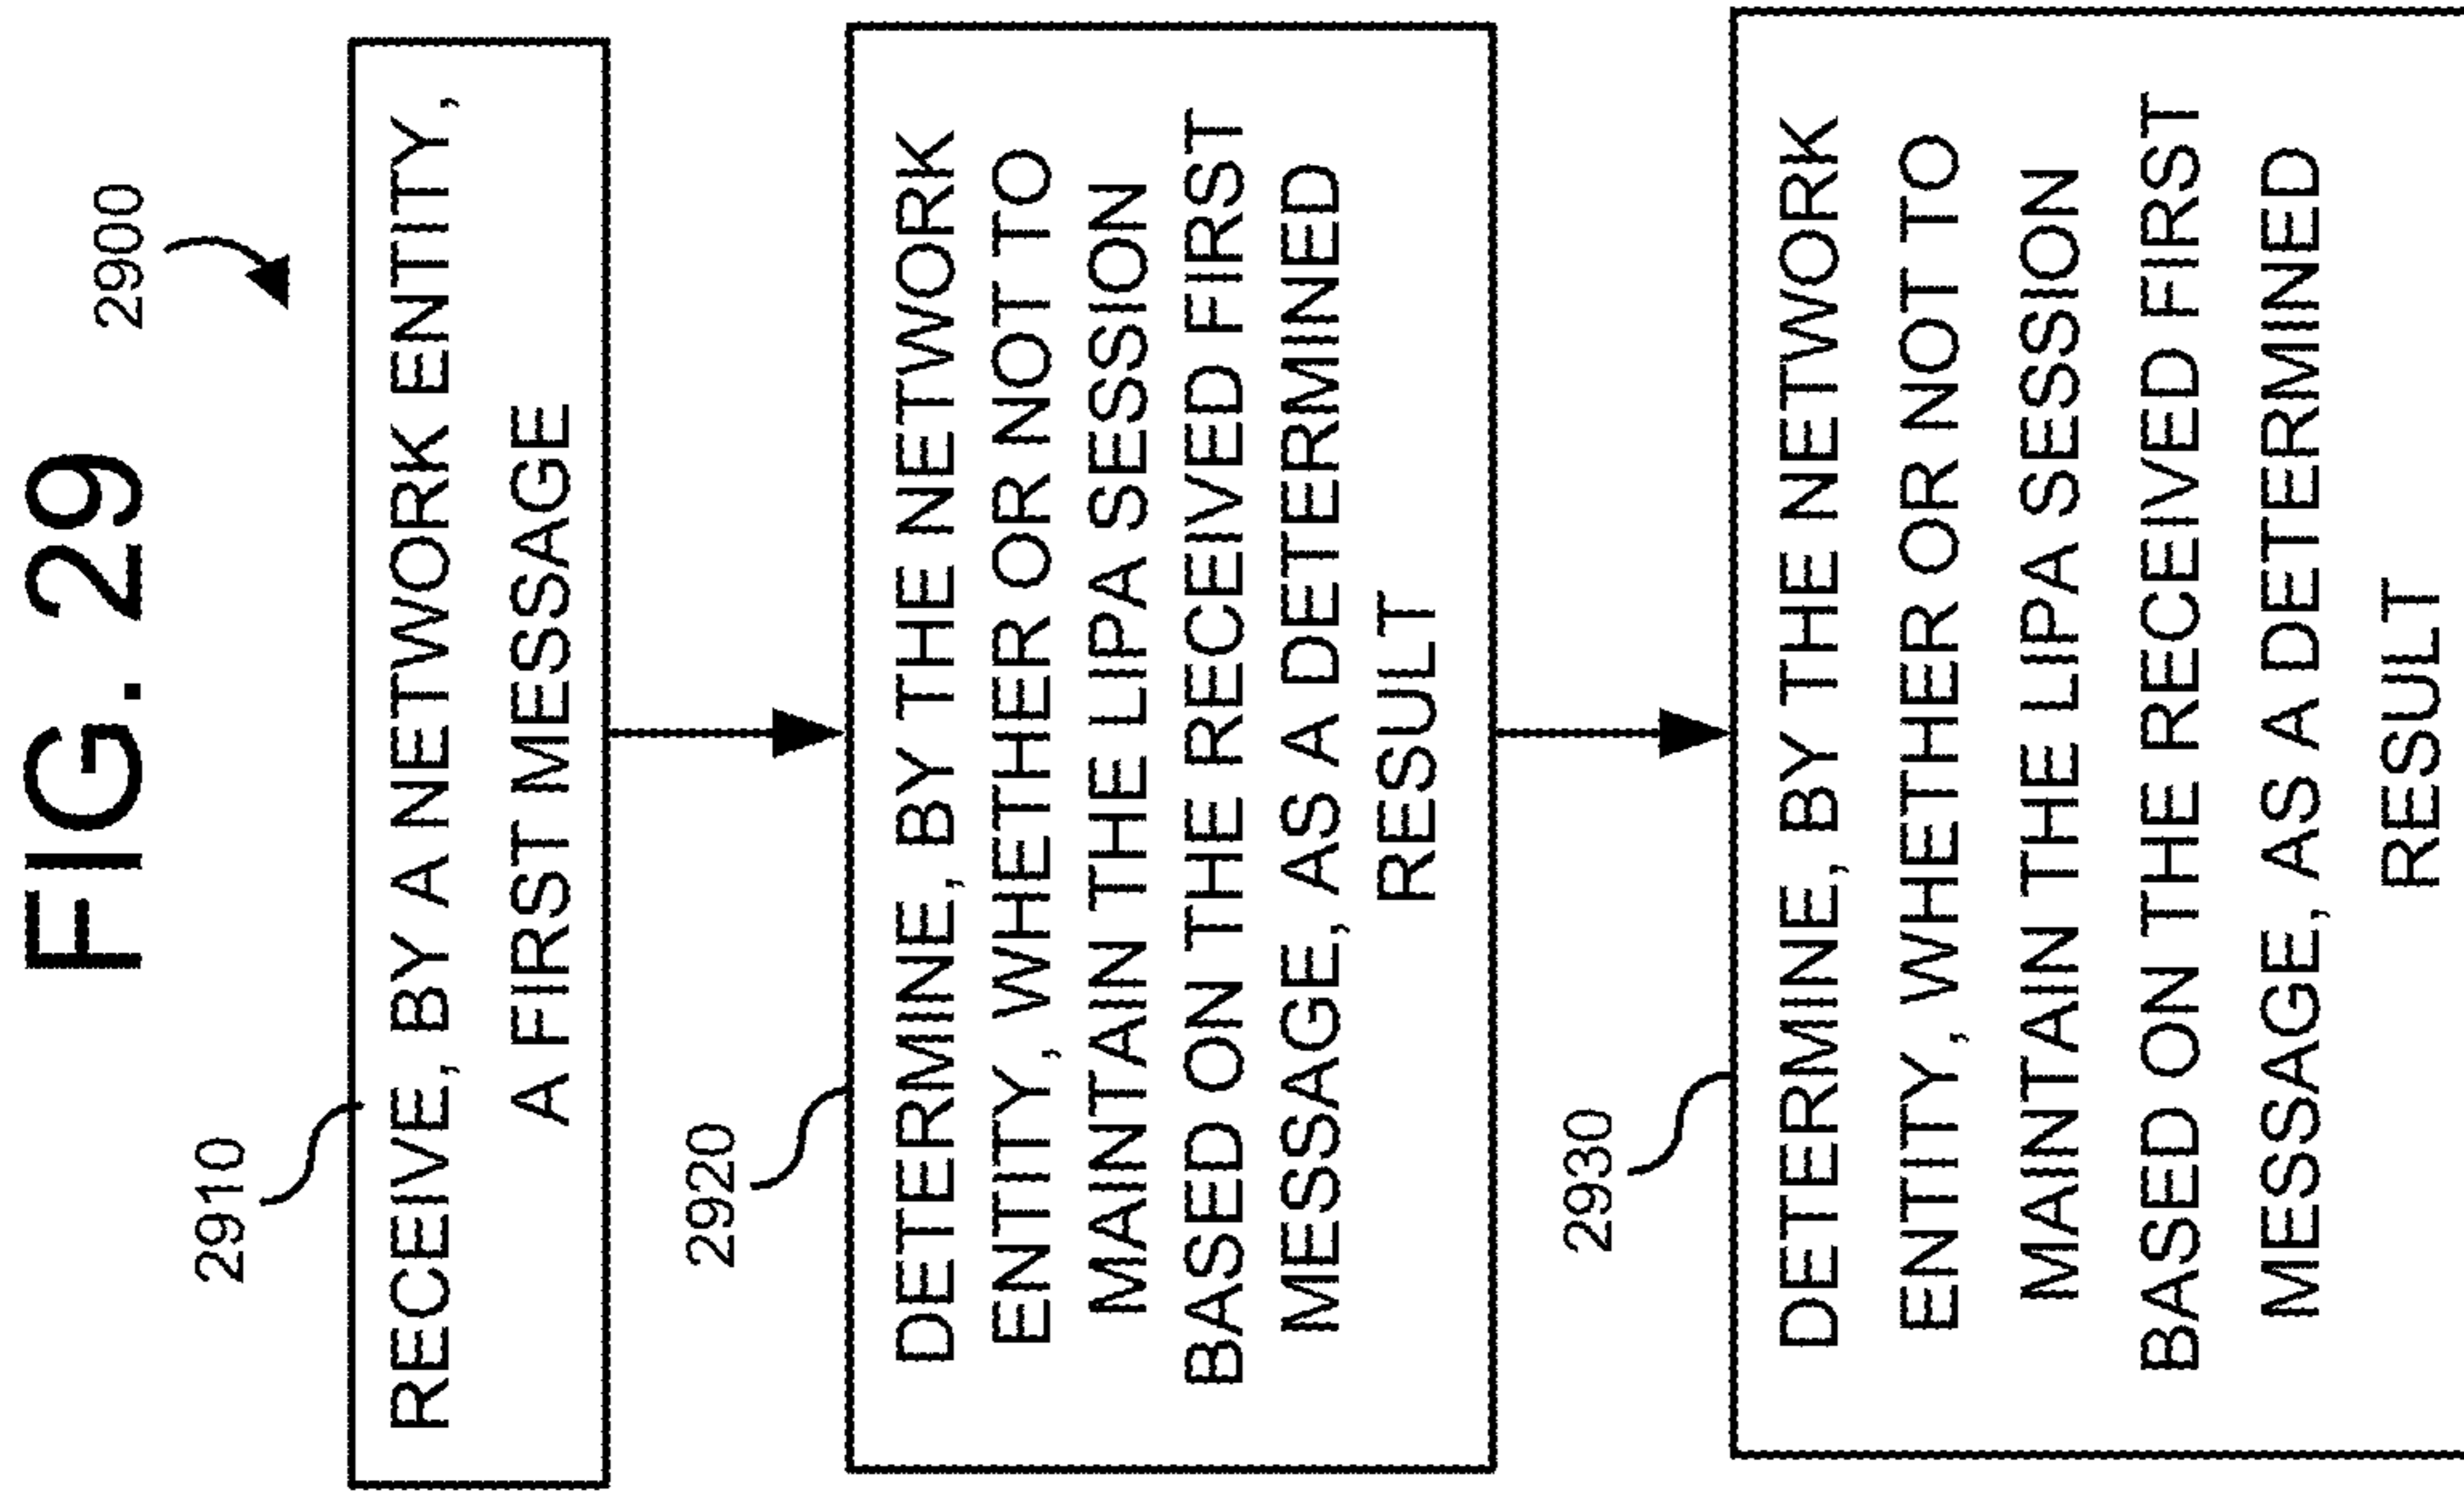 FIG. 29
2900
2910
RECEIVE, BY A NETWORK ENTITY,
A FIRST MESSAGE
2920
DETERMINE, BY THE NETWORK
ENTITY, WHETHER OR NOT TO
MAINTAIN THE LIPA SESSION
BASED ON THE RECEIVED FIRST
MESSAGE, AS A DETERMINED
RESULT
2930
DETERMINE, BY THE NETWORK
ENTITY, WHETHER OR NOT TO
MAINTAIN THE LIPA SESSION
BASED ON THE RECEIVED FIRST
MESSAGE, AS A DETERMINED
RESULT